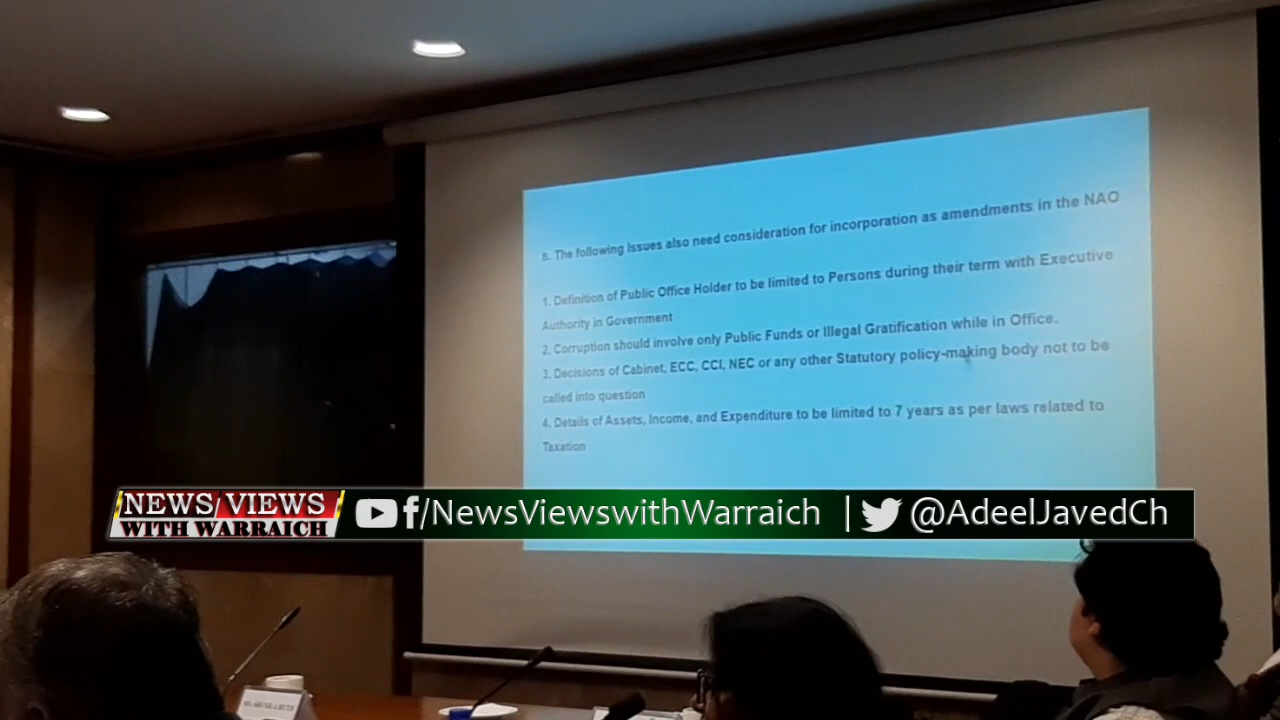 B. The following Issues also need consideration for incorporation as amendments in the NAO
1. Definition of Public Office Holder to be limited to Persons during their term with Executive
Authority in Government
2. Corruption should involve only Public Funds or Illegal Gratification while in Office.
3. Decisions of Cabinet, ECC, CCI, NEC or any other Statutory policy-making body not to be
called into question
4. Details of Assets, Income, and Expenditure to be limited to 7 years as per laws related to
Taxation
NEWS/VIEWS
WITH WARRAICH
/NewsViewswithWarraich | @AdeelJavedCh